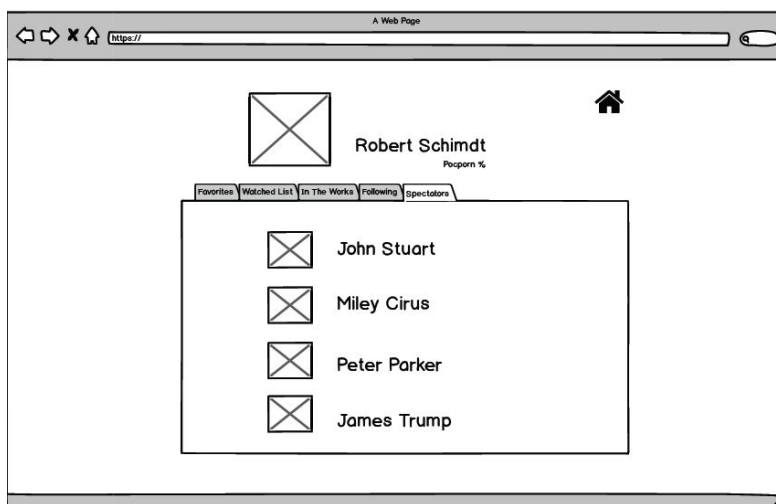 A Web Page
https://
Robert Schimdt
Pocporn %
Favorites Watched List In The Works Following Spectators
John Stuart
Miley Cirus
Peter Parker
James Trump